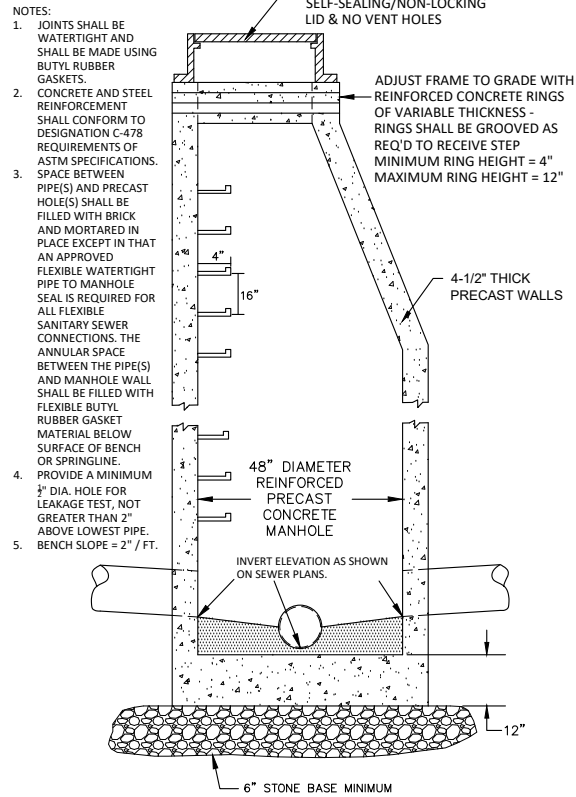 NOTES:
1. JOINTS SHALL BE
WATERTIGHT AND
SHALL BE MADE USING
BUTYL RUBBER
GASKETS.
2. CONCRETE AND STEEL
REINFORCEMENT
SHALL CONFORM TO
DESIGNATION C-478
REQUIREMENTS OF
ASTM SPECIFICATIONS.
3. SPACE BETWEEN
PIPE(S) AND PRECAST
HOLE(S) SHALL BE
FILLED WITH BRICK
AND MORTARED IN
PLACE EXCEPT IN THAT
AN APPROVED
FLEXIBLE WATERTIGHT
PIPE TO MANHOLE
SEAL IS REQUIRED FOR
ALL FLEXIBLE
SANITARY SEWER
CONNECTIONS. THE
ANNULAR SPACE
BETWEEN THE PIPE(S)
AND MANHOLE WALL
SHALL BE FILLED WITH
FLEXIBLE BUTYL
RUBBER GASKET
MATERIAL BELOW
SURFACE OF BENCH
OR SPRINGLINE.
4. PROVIDE A MINIMUM
1/2" DIA. HOLE FOR
LEAKAGE TEST, NOT
GREATER THAN 2"
ABOVE LOWEST PIPE.
5. BENCH SLOPE = 2" / FT.
SELF-SEALING/NON-LOCKING
LID & NO VENT HOLES
ADJUST FRAME TO GRADE WITH
REINFORCED CONCRETE RINGS
OF VARIABLE THICKNESS -
RINGS SHALL BE GROOVED AS
REQ'D TO RECEIVE STEP
MINIMUM RING HEIGHT = 4"
MAXIMUM RING HEIGHT = 12"
4"
16"
4-1/2" THICK
PRECAST WALLS
48" DIAMETER
REINFORCED
PRECAST
CONCRETE
MANHOLE
INVERT ELEVATION AS SHOWN
ON SEWER PLANS.
12"
6" STONE BASE MINIMUM